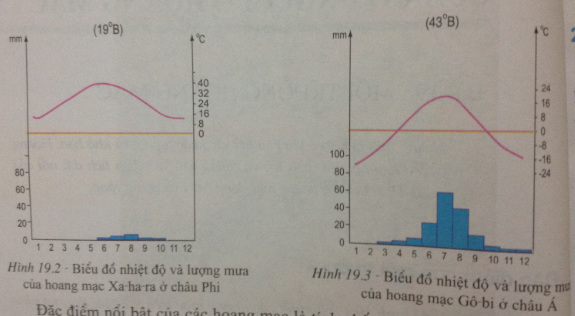 (19°B)
mm
°C
40
32
24
16
8
0
80
60
40
20
0
1 2 3 4 5 6 7 8 9 10 11 12
Hình 19.2 - Biểu đồ nhiệt độ và lượng mưa
của hoang mạc Xa-ha-ra ở châu Phi
(43°B)
mm
°C
24
16
8
0
-8
-16
-24
100
80
60
40
20
0
1 2 3 4 5 6 7 8 9 10 11 12
Hình 19.3 - Biểu đồ nhiệt độ và lượng
của hoang mạc Gô-bi ở châu Á
Đặc điểm nổi bật của các hoang mạc là tính